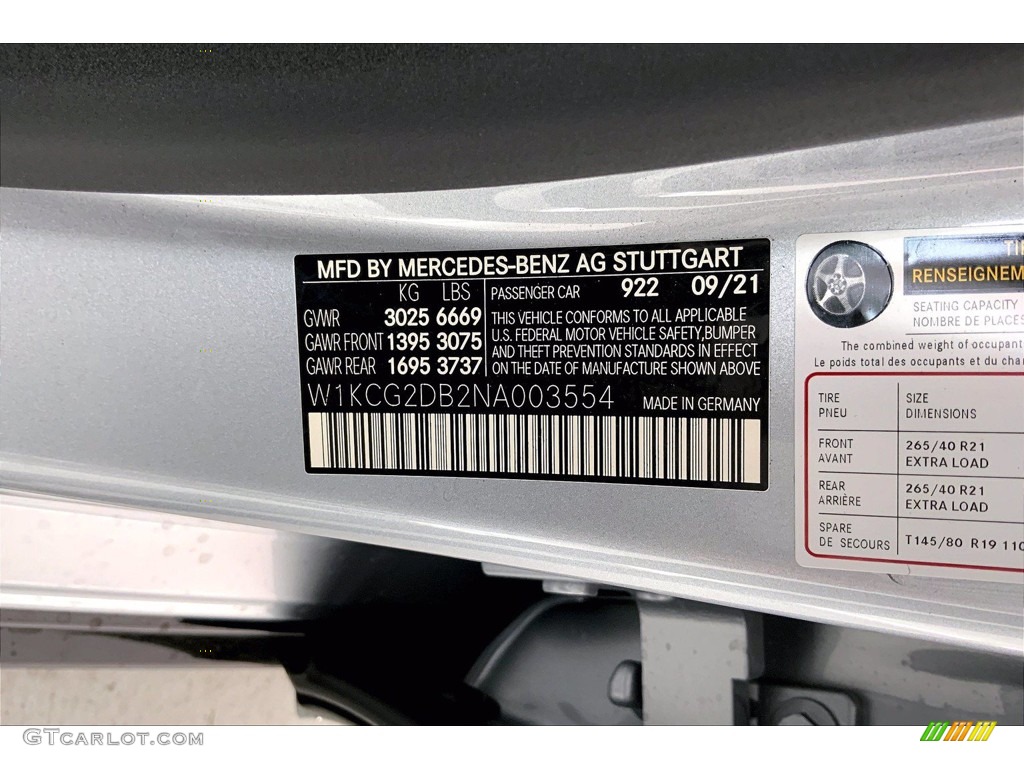 MFD BY MERCEDES-BENZ AG STUTTGART
KG LBS
GVWR 3025 6669
GAWR FRONT 1395 3075
GAWR REAR 1695 3737
PASSENGER CAR 922 09/21
THIS VEHICLE CONFORMS TO ALL APPLICABLE
U.S. FEDERAL MOTOR VEHICLE SAFETY,BUMPER
AND THEFT PREVENTION STANDARDS IN EFFECT
ON THE DATE OF MANUFACTURE SHOWN ABOVE
W1KCG2DB2NA003554 MADE IN GERMANY
SEATING CAPACITY
NOMBRE DE PLACES
The combined weight of occupant
Le poids total des occupants et du
TIRE SIZE
PNEU DIMENSIONS
FRONT 265/40 R21
AVANT EXTRA LOAD
REAR 265/40 R21
ARRIÈRE EXTRA LOAD
SPARE
DE SECOURS T145/80 R19 110
GTCARLOT.COM